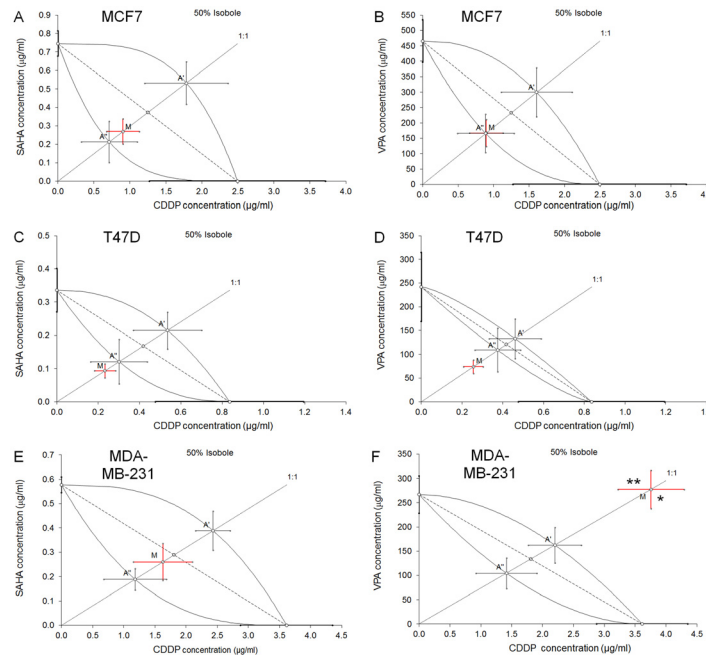 A MCF7 50% Isobole
SAHA concentration (µg/ml)
0.9
0.8
0.7
0.6
0.5
0.4
0.3
0.2
0.1
0.0
1:1
A'
M
A"
0.0 0.5 1.0 1.5 2.0 2.5 3.0 3.5 4.0
CDDP concentration (µg/ml)
B MCF7 50% Isobole
VPA concentration (µg/ml)
550
500
450
400
350
300
250
200
150
100
50
0
1:1
A'
A" M
0.0 0.5 1.0 1.5 2.0 2.5 3.0 3.5 4.0
CDDP concentration (µg/ml)
C T47D 50% Isobole
SAHA concentration (µg/ml)
0.5
0.4
0.3
0.2
0.1
0.0
1:1
A'
A"
M
0.0 0.2 0.4 0.6 0.8 1.0 1.2 1.4
CDDP concentration (µg/ml)
D T47D 50% Isobole
VPA concentration (µg/ml)
350
300
250
200
150
100
50
0
1:1
A'
A"
M
0.0 0.2 0.4 0.6 0.8 1.0 1.2 1.4
CDDP concentration (µg/ml)
E MDA-
MB-231
50% Isobole
SAHA concentration (µg/ml)
0.7
0.6
0.5
0.4
0.3
0.2
0.1
0.0
1:1
A'
M
A"
0.0 0.5 1.0 1.5 2.0 2.5 3.0 3.5 4.0 4.5
CDDP concentration (µg/ml)
F MDA-
MB-231
50% Isobole
VPA concentration (µg/ml)
350
300
250
200
150
100
50
0
1:1
**
M *
A'
A"
0.0 0.5 1.0 1.5 2.0 2.5 3.0 3.5 4.0 4.5
CDDP concentration (µg/ml)